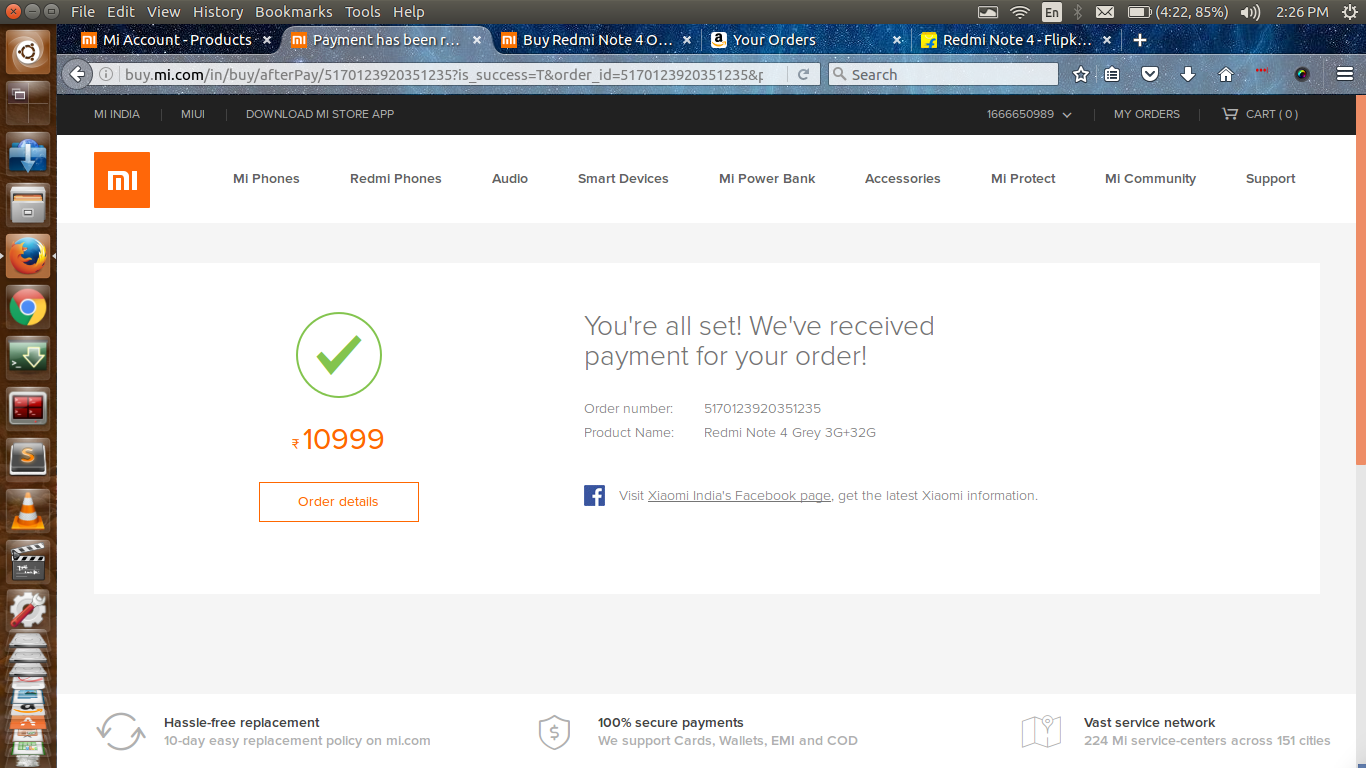 File Edit View History Bookmarks Tools Help
En
(4:22, 85%)
2:26 PM
Mi Account - Products
Payment has been r...
Buy Redmi Note 4 O...
Your Orders
Redmi Note 4 - Flipk...
buy.mi.com/in/buy/afterPay/5170123920351235?is_success=T&order_id=5170123920351235&p
Search
MI INDIA
MIUI
DOWNLOAD MI STORE APP
1666650989
MY ORDERS
CART ( 0 )
Mi Phones
Redmi Phones
Audio
Smart Devices
Mi Power Bank
Accessories
Mi Protect
Mi Community
Support
You're all set! We've received
payment for your order!
₹10999
Order number: 5170123920351235
Product Name: Redmi Note 4 Grey 3G+32G
Order details
Visit Xiaomi India's Facebook page, get the latest Xiaomi information.
Hassle-free replacement
10-day easy replacement policy on mi.com
100% secure payments
We support Cards, Wallets, EMI and COD
Vast service network
224 Mi service-centers across 151 cities